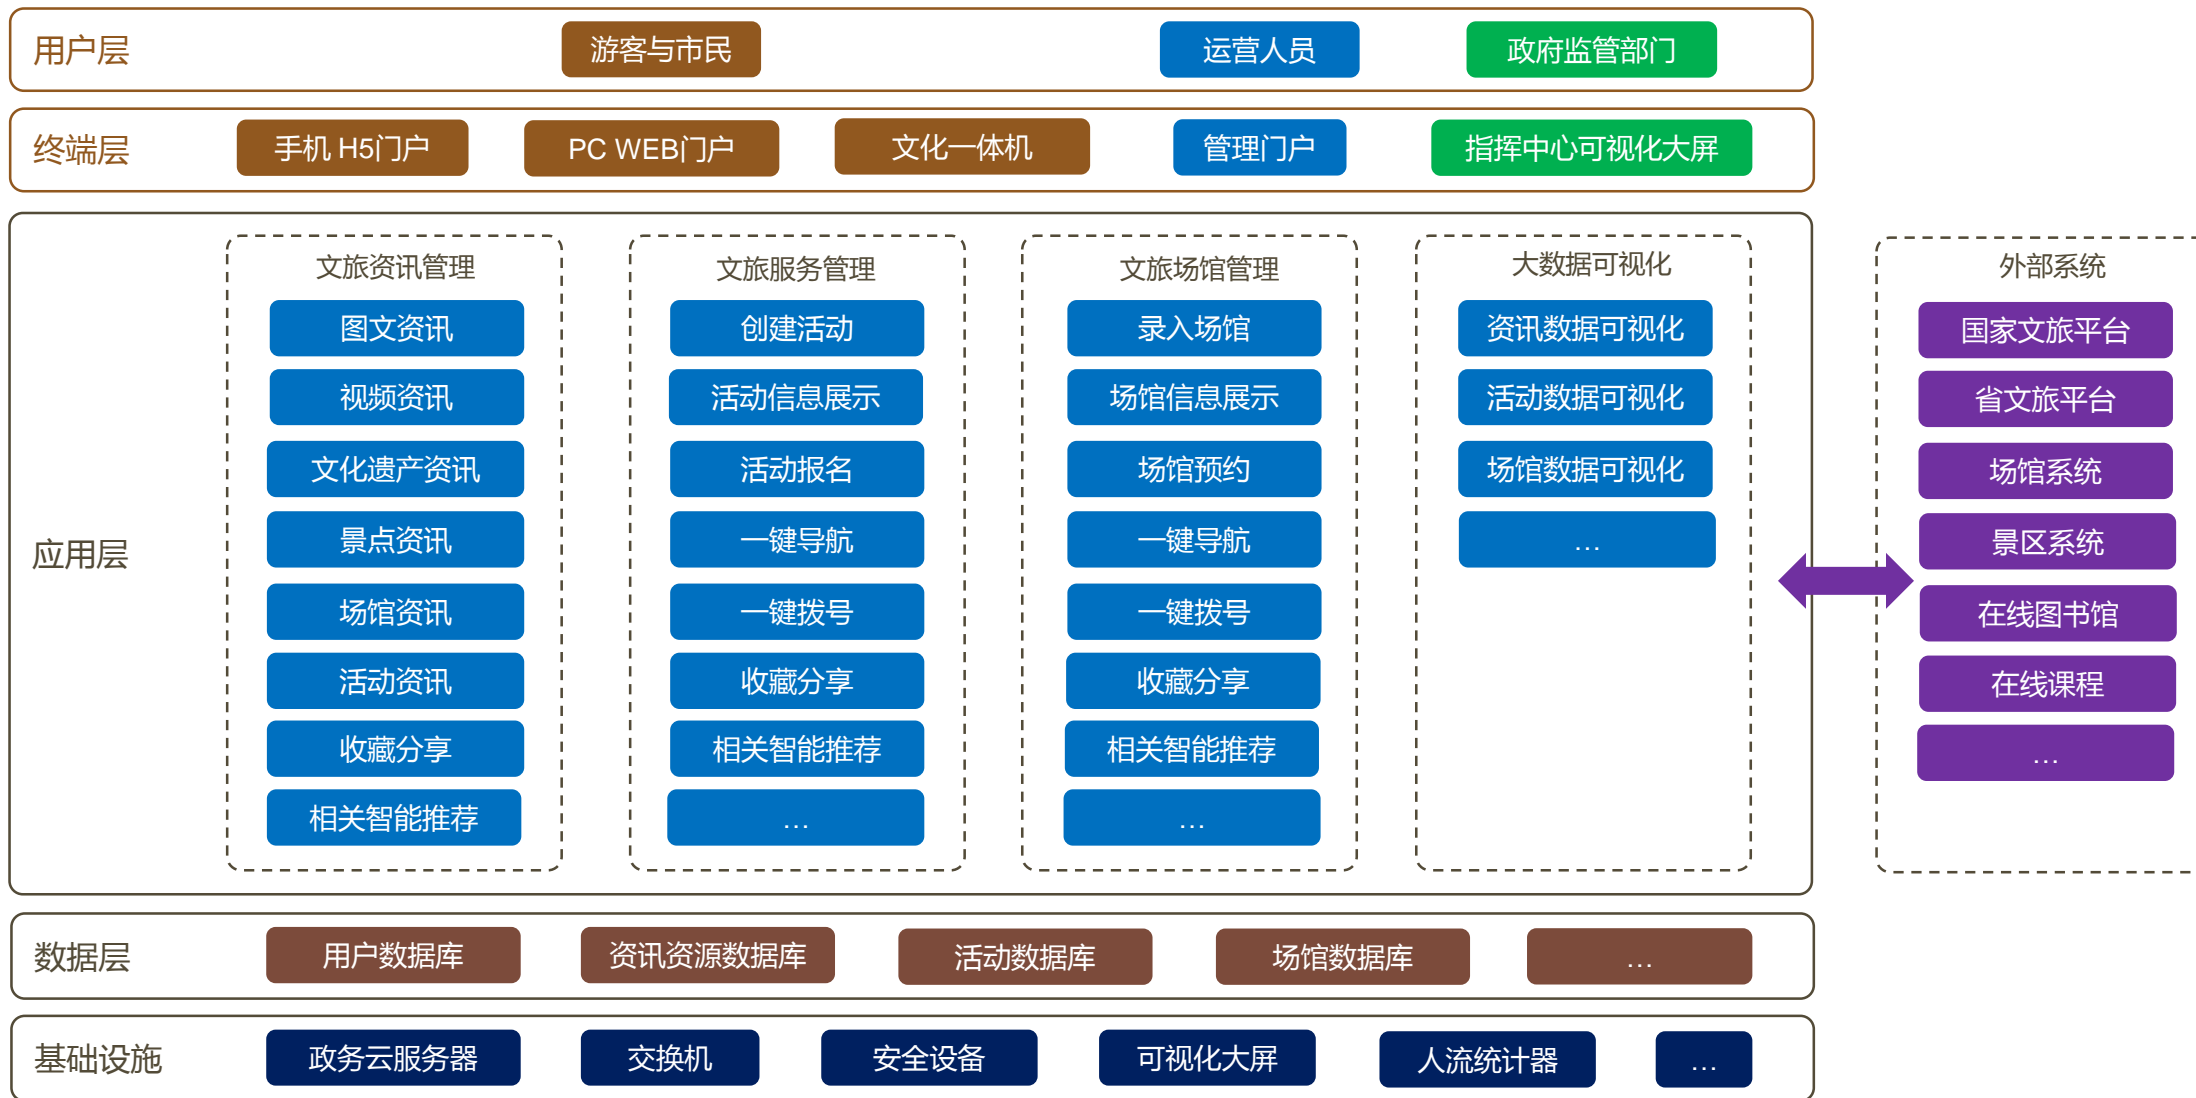 用户层
游客与市民
运营人员
政府监管部门
终端层
手机 H5门户
PC WEB门户
文化一体机
管理门户
指挥中心可视化大屏
应用层
文旅资讯管理
图文资讯
视频资讯
文化遗产资讯
景点资讯
场馆资讯
活动资讯
收藏分享
相关智能推荐
文旅服务管理
创建活动
活动信息展示
活动报名
一键导航
一键拨号
收藏分享
相关智能推荐
…
文旅场馆管理
录入场馆
场馆信息展示
场馆预约
一键导航
一键拨号
收藏分享
相关智能推荐
…
大数据可视化
资讯数据可视化
活动数据可视化
场馆数据可视化
…
外部系统
国家文旅平台
省文旅平台
场馆系统
景区系统
在线图书馆
在线课程
…
数据层
用户数据库
资讯资源数据库
活动数据库
场馆数据库
…
基础设施
政务云服务器
交换机
安全设备
可视化大屏
人流统计器
…